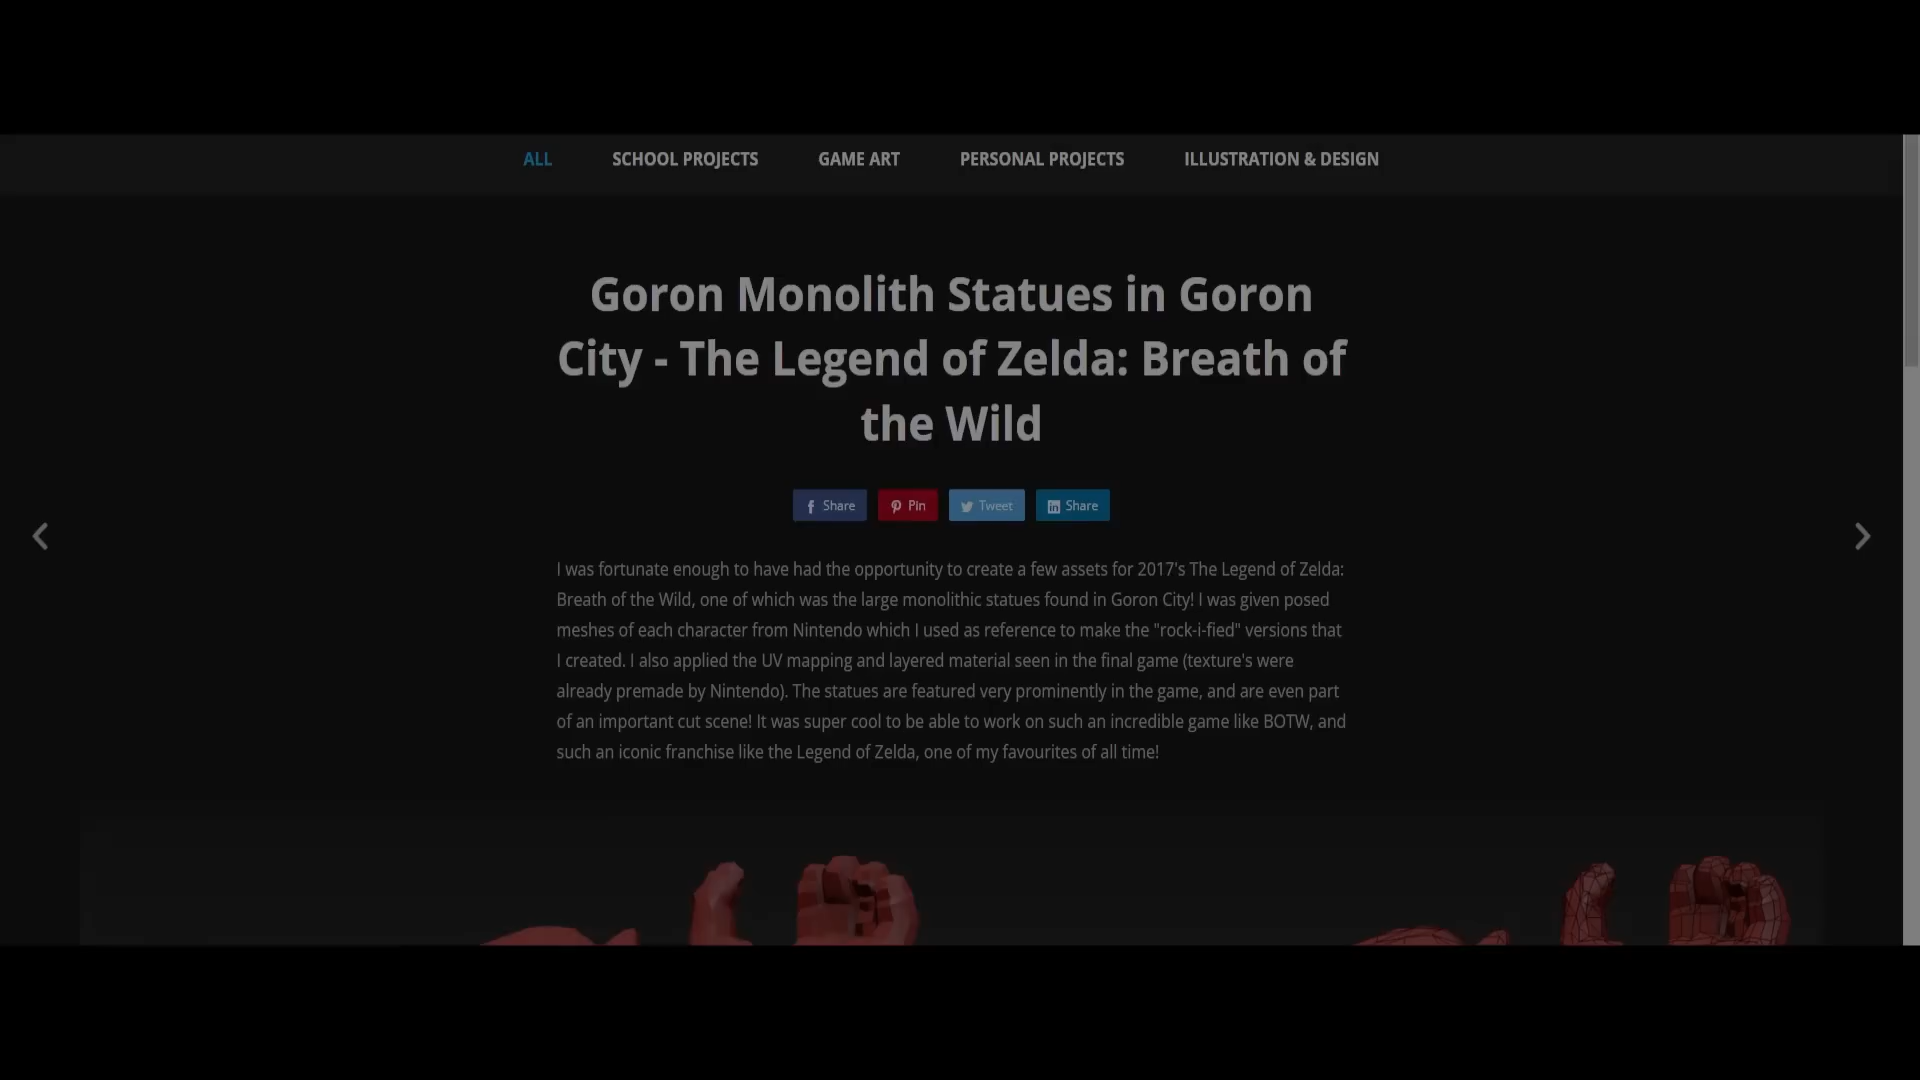 ALL SCHOOL PROJECTS GAME ART PERSONAL PROJECTS ILLUSTRATION & DESIGN
Goron Monolith Statues in Goron
City - The Legend of Zelda: Breath of
the Wild
Share Pin Tweet Share
I was fortunate enough to have had the opportunity to create a few assets for 2017's The Legend of Zelda:
Breath of the Wild, one of which was the large monolithic statues found in Goron City! I was given posed
meshes of each character from Nintendo which I used as reference to make the "rock-i-fied" versions that
I created. I also applied the UV mapping and layered material seen in the final game (texture's were
already premade by Nintendo). The statues are featured very prominently in the game, and are even part
of an important cut scene! It was super cool to be able to work on such an incredible game like BOTW, and
such an iconic franchise like the Legend of Zelda, one of my favourites of all time!